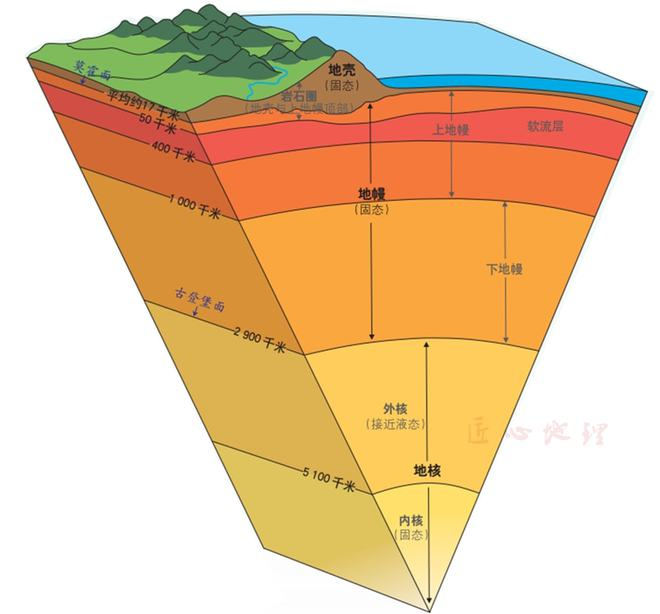 地壳
(固态)
莫霍面
岩石圈
(地壳与上地幔顶部)
平均约17千米
50千米
上地幔
软流层
400千米
地幔
(固态)
1 000千米
下地幔
古登堡面
2 900千米
外核
(接近液态)
匠心地理
地核
5 100千米
内核
(固态)